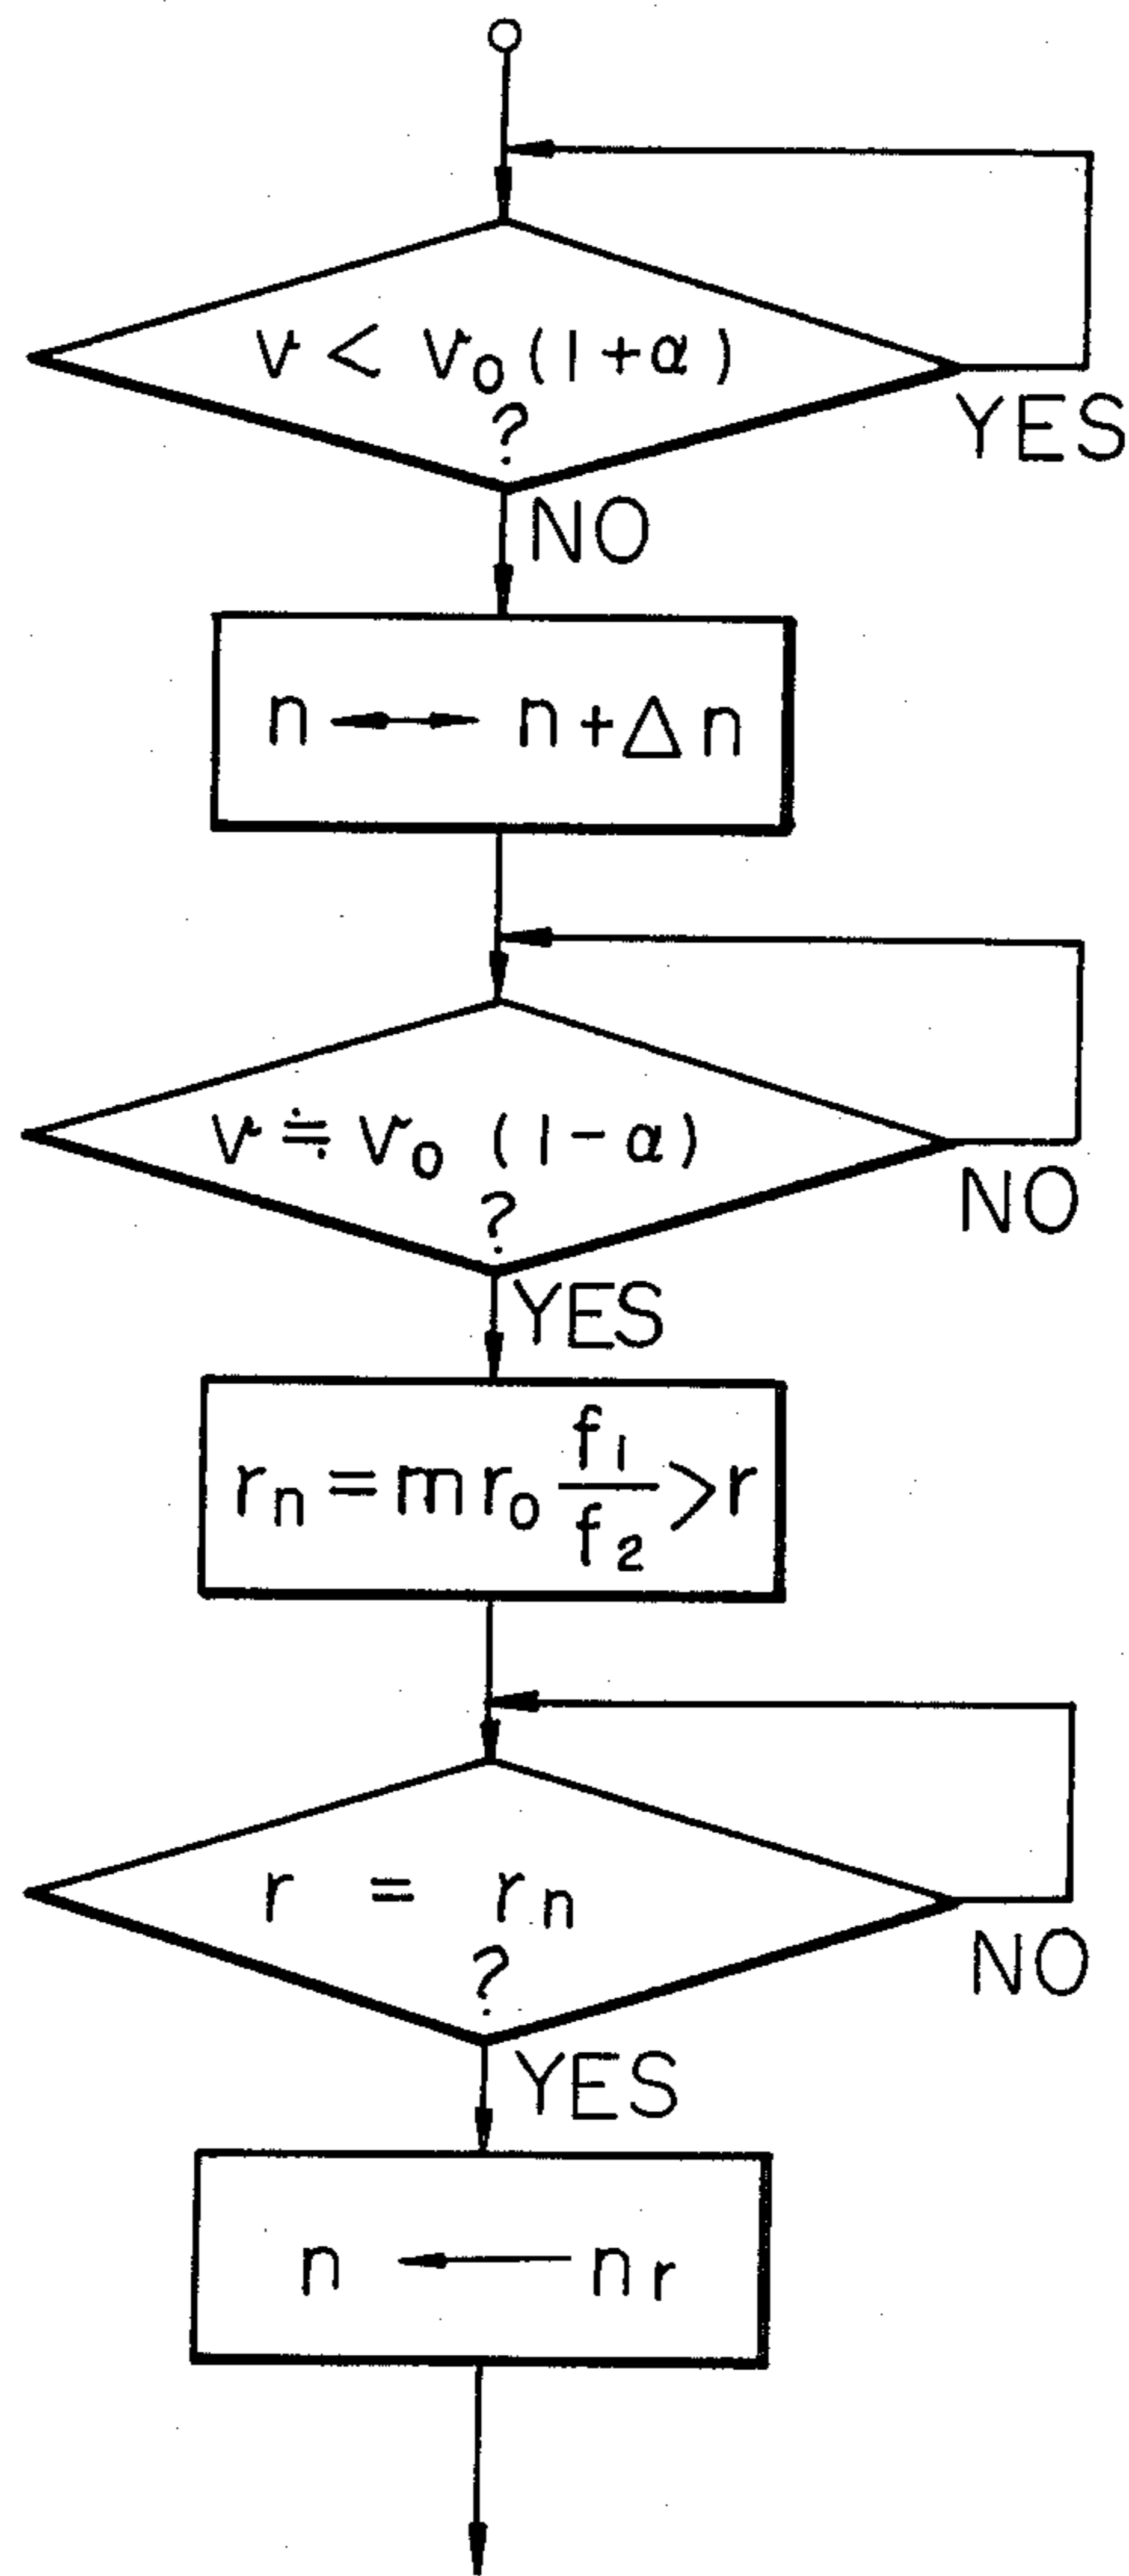 v < v₀ (1+α)
?
YES
NO
n ↔ n+Δn
v ≒ v₀ (1-α)
?
NO
YES
rₙ = m r₀ f₁/f₂ > r
r = rₙ
?
NO
YES
n ← nᵣ